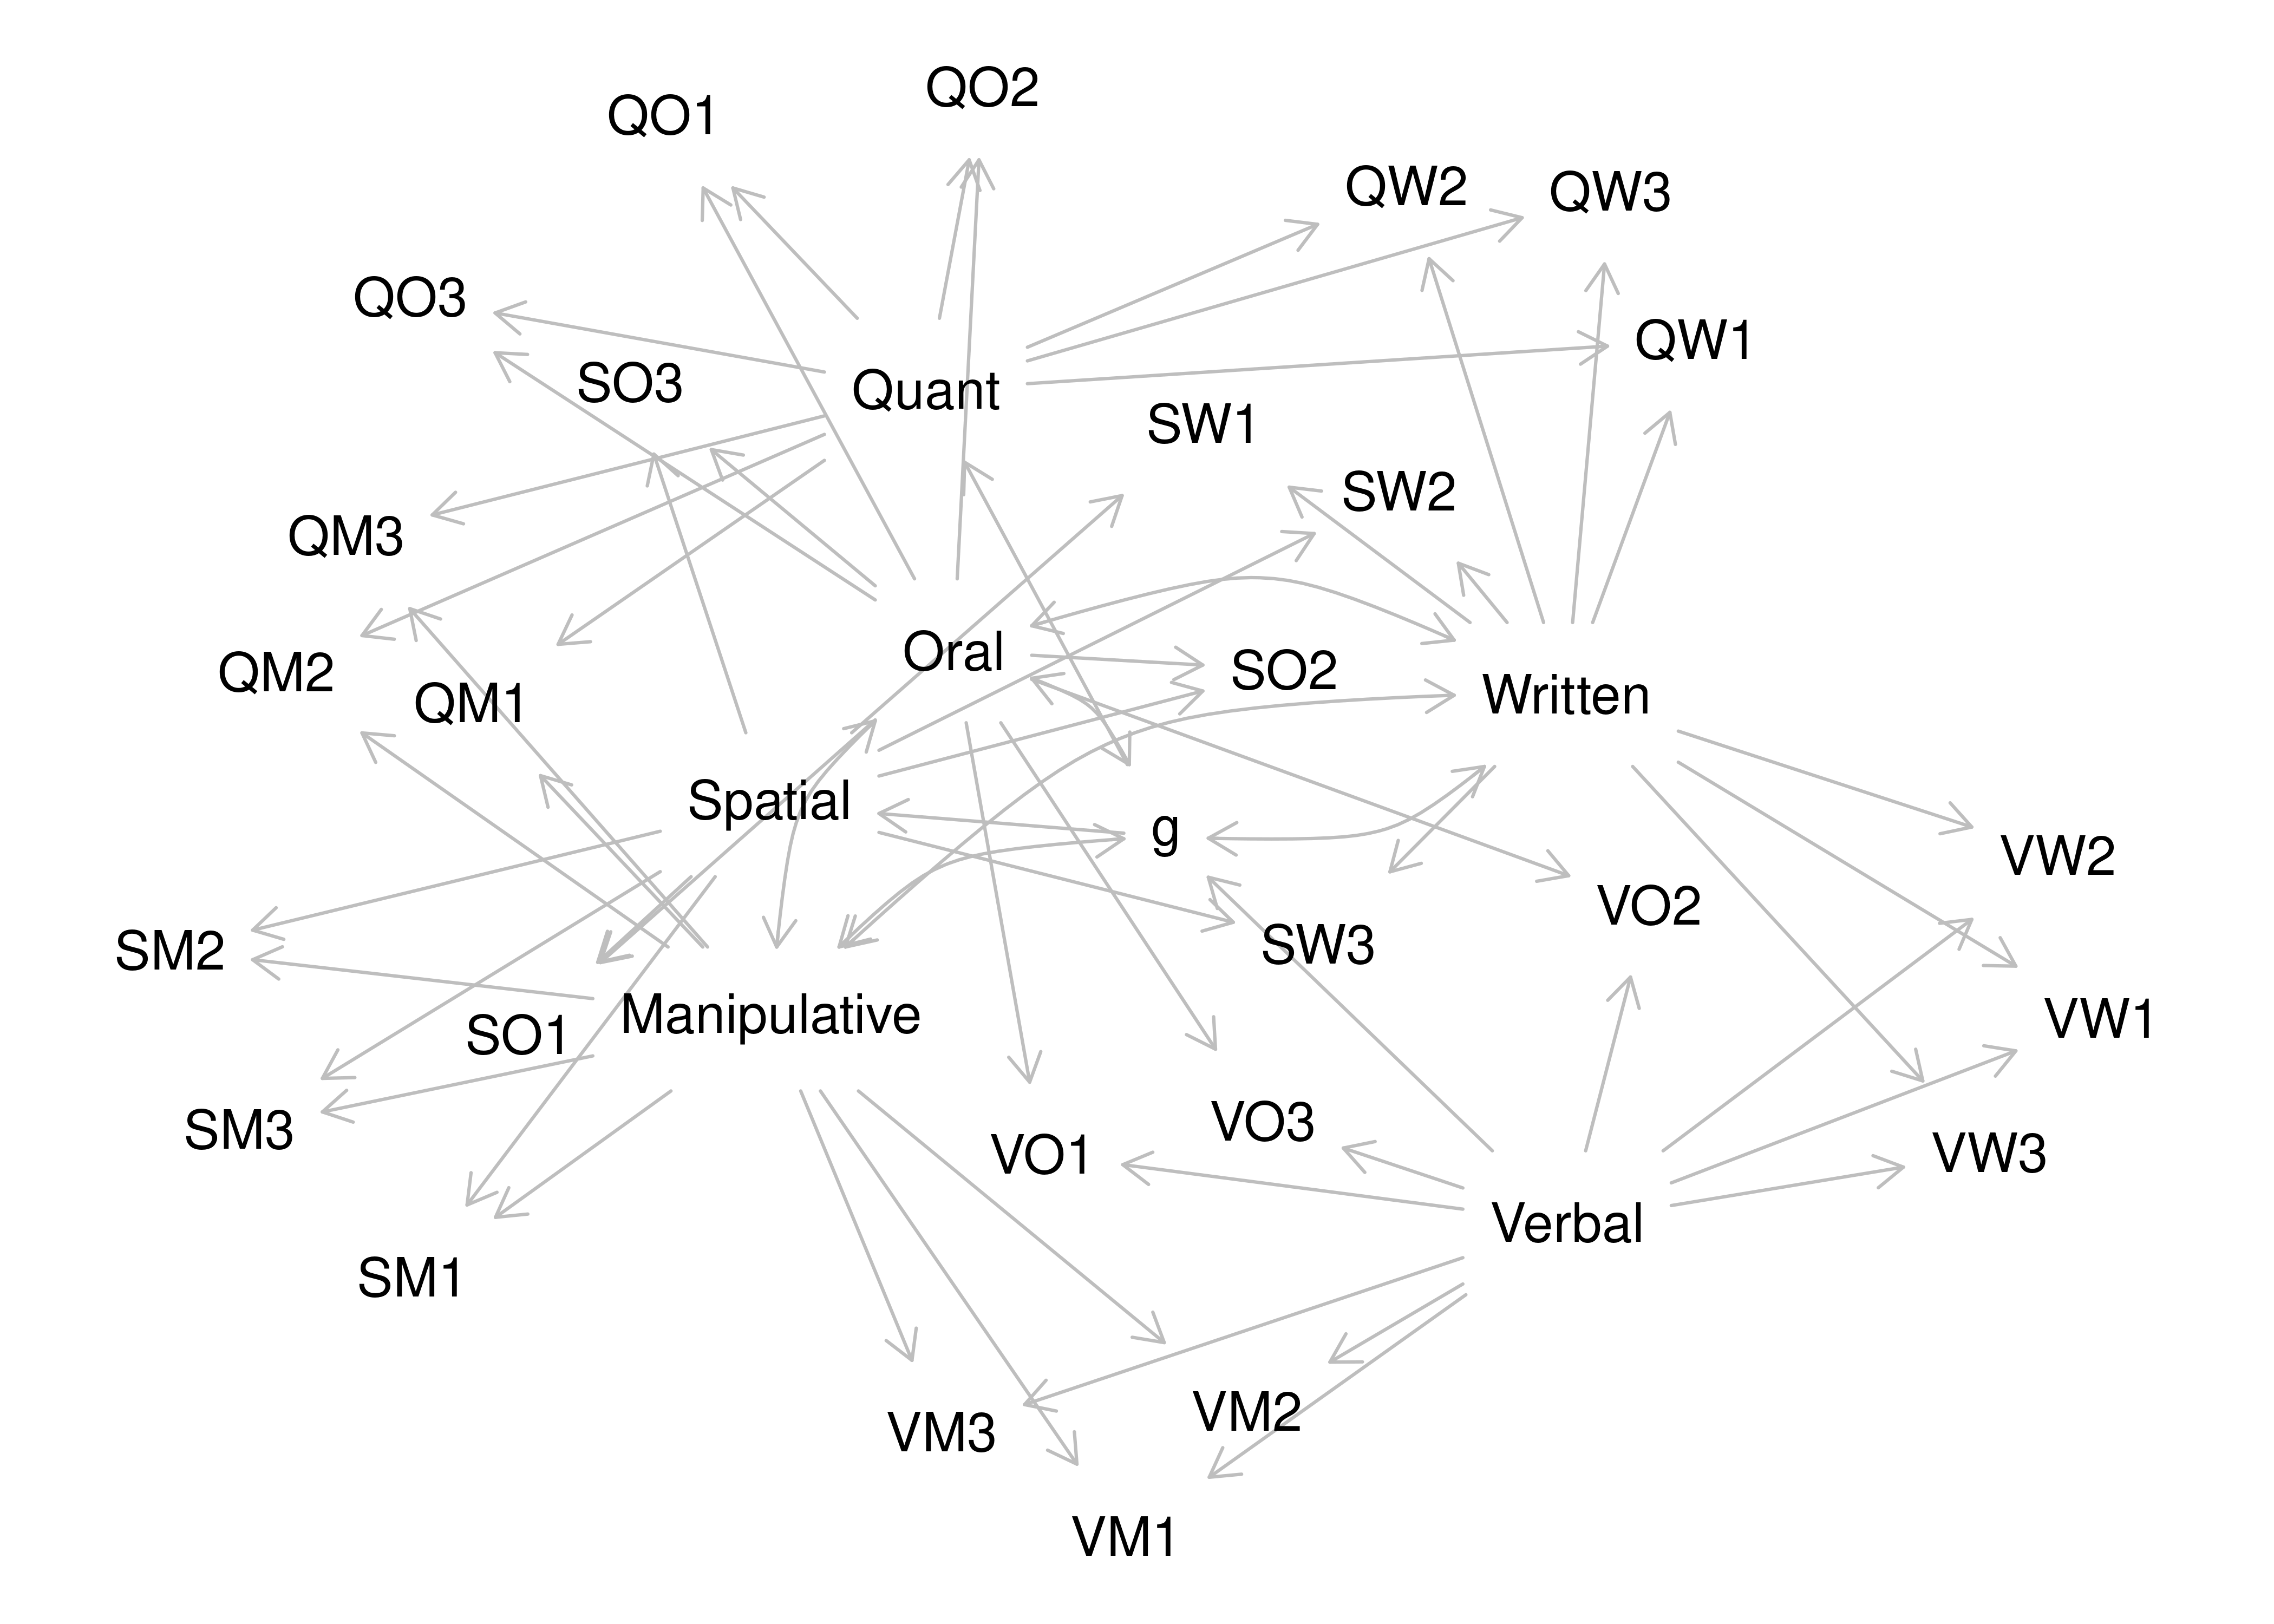 QO2
QO1
QW2
QW3
QO3
QW1
SO3
Quant
SW1
SW2
QM3
Oral
SO2
QM2
Written
QM1
Spatial
g
VW2
VO2
SM2
SW3
Manipulative
VW1
SO1
VO3
SM3
VO1
VW3
Verbal
SM1
VM2
VM3
VM1